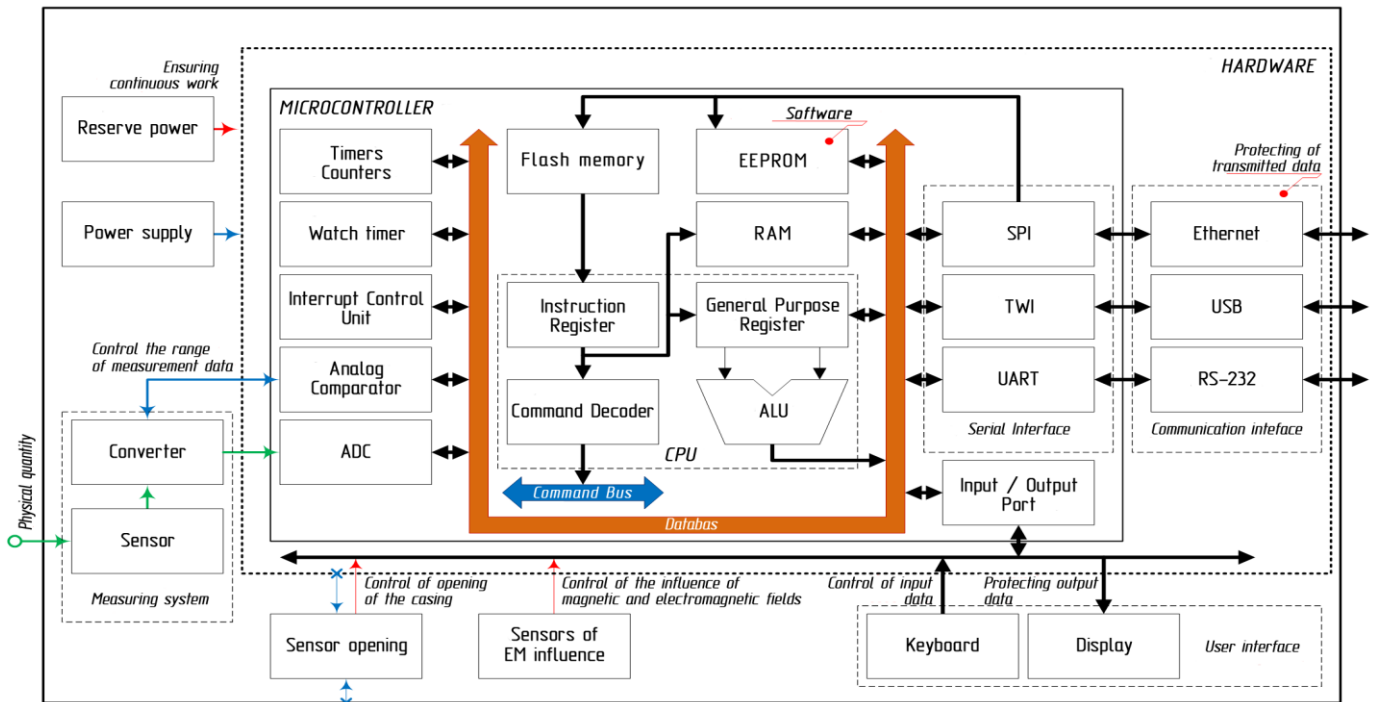 HARDWARE
Ensuring
continuous work
Reserve power
Power supply
MICROCONTROLLER
Timers
Counters
Watch timer
Interrupt Control
Unit
Analog
Comparator
ADC
Flash memory
Software
EEPROM
RAM
Instruction
Register
General Purpose
Register
Command Decoder
ALU
CPU
Command Bus
Databas
SPI
TWI
UART
Serial Interface
Input / Output
Port
Protecting of
transmitted data
Ethernet
USB
RS-232
Communication inteface
Control the range
of measurement data
Converter
Physical quantity
Sensor
Measuring system
Control of opening
of the casing
Sensor opening
Control of the influence of
magnetic and electromagnetic fields
Sensors of
EM influence
Control of input
data
Protecting output
data
Keyboard
Display
User interface